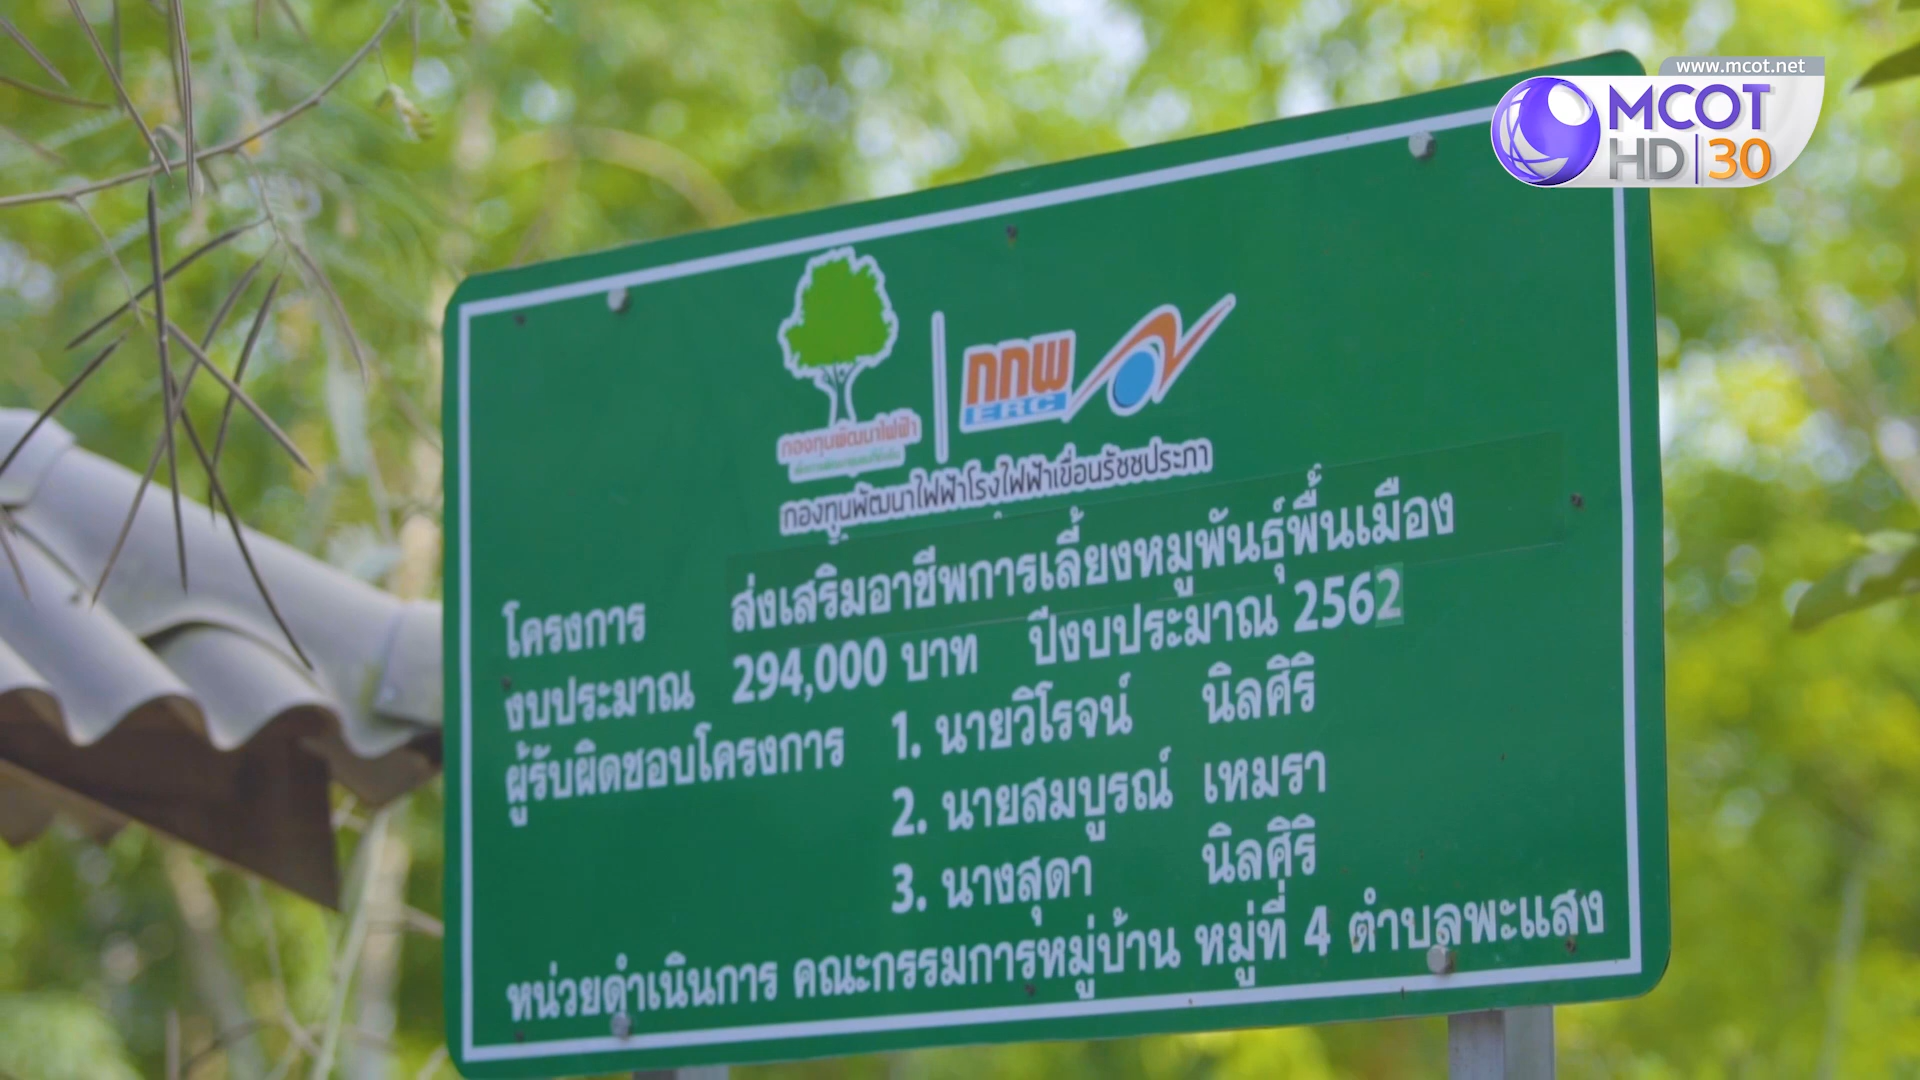 www.mcot.net
MCOT
HD 30
กกพ
ERC
กองทุนพัฒนาไฟฟ้า
กองทุนพัฒนาไฟฟ้าโรงไฟฟ้าเขื่อนรัชชประภา
โครงการ ส่งเสริมอาชีพการเลี้ยงหมูพันธุ์พื้นเมือง
งบประมาณ 294,000 บาท ปีงบประมาณ 2562
ผู้รับผิดชอบโครงการ 1. นายวิโรจน์ นิลศิริ
2. นายสมบูรณ์ เหมรา
3. นางสุดา นิลศิริ
หน่วยดำเนินการ คณะกรรมการหมู่บ้าน หมู่ที่ 4 ตำบลพะแสง